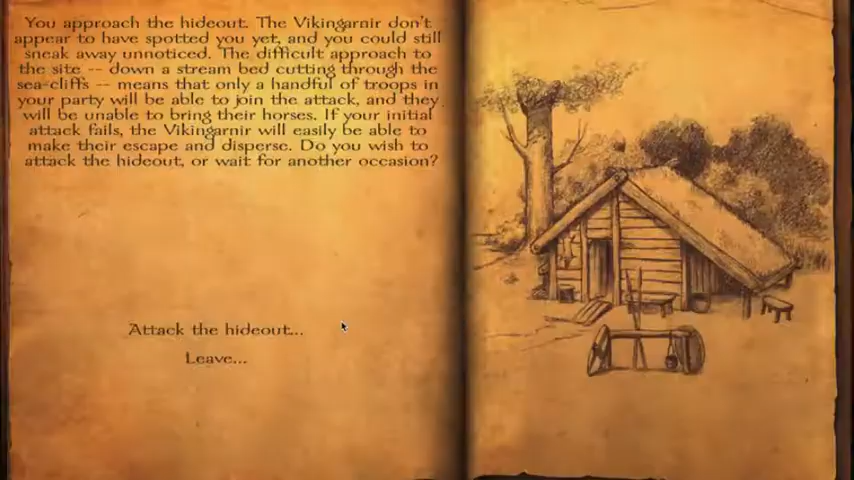 You approach the hideout. The Vikingarnir don't
appear to have spotted you yet, and you could still
sneak away unnoticed. The difficult approach to
the site -- down a stream bed cutting through the
sea-cliffs -- means that only a handful of troops in
your party will be able to join the attack, and they
will be unable to bring their horses. If your initial
attack fails, the Vikingarnir will easily be able to
make their escape and disperse. Do you wish to
attack the hideout, or wait for another occasion?
Attack the hideout...
Leave...